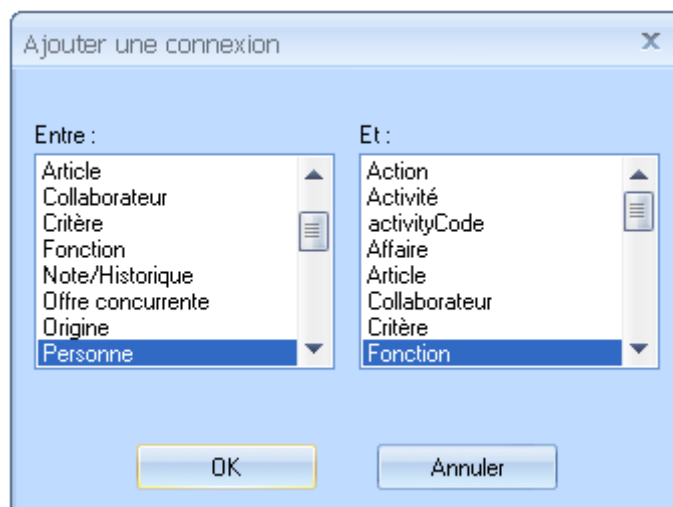 Ajouter une connexion
Entre :
Article
Collaborateur
Critère
Fonction
Note/Historique
Offre concurrente
Origine
Personne
Et :
Action
Activité
activityCode
Affaire
Article
Collaborateur
Critère
Fonction
OK
Annuler